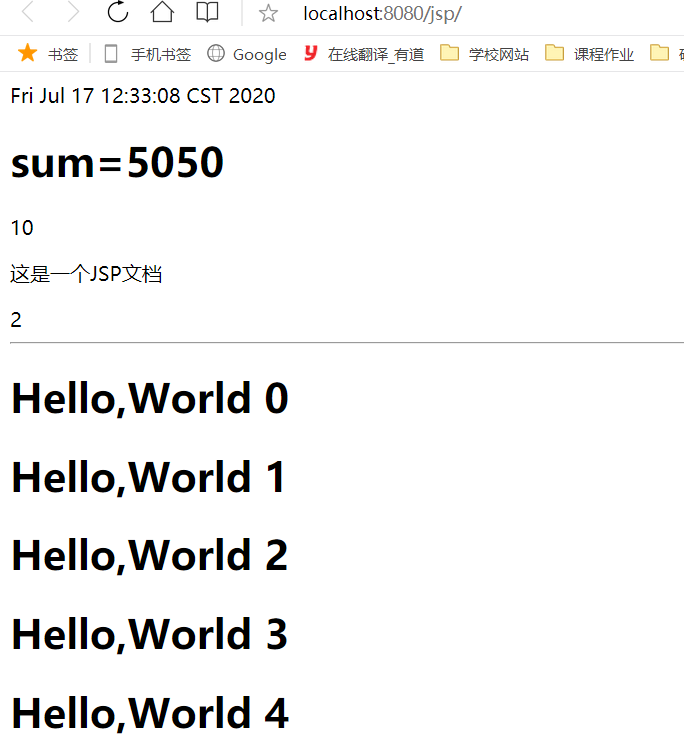 localhost:8080/jsp/
书签 手机书签 Google 在线翻译_有道 学校网站 课程作业
Fri Jul 17 12:33:08 CST 2020
sum=5050
10
这是一个JSP文档
2
Hello,World 0
Hello,World 1
Hello,World 2
Hello,World 3
Hello,World 4